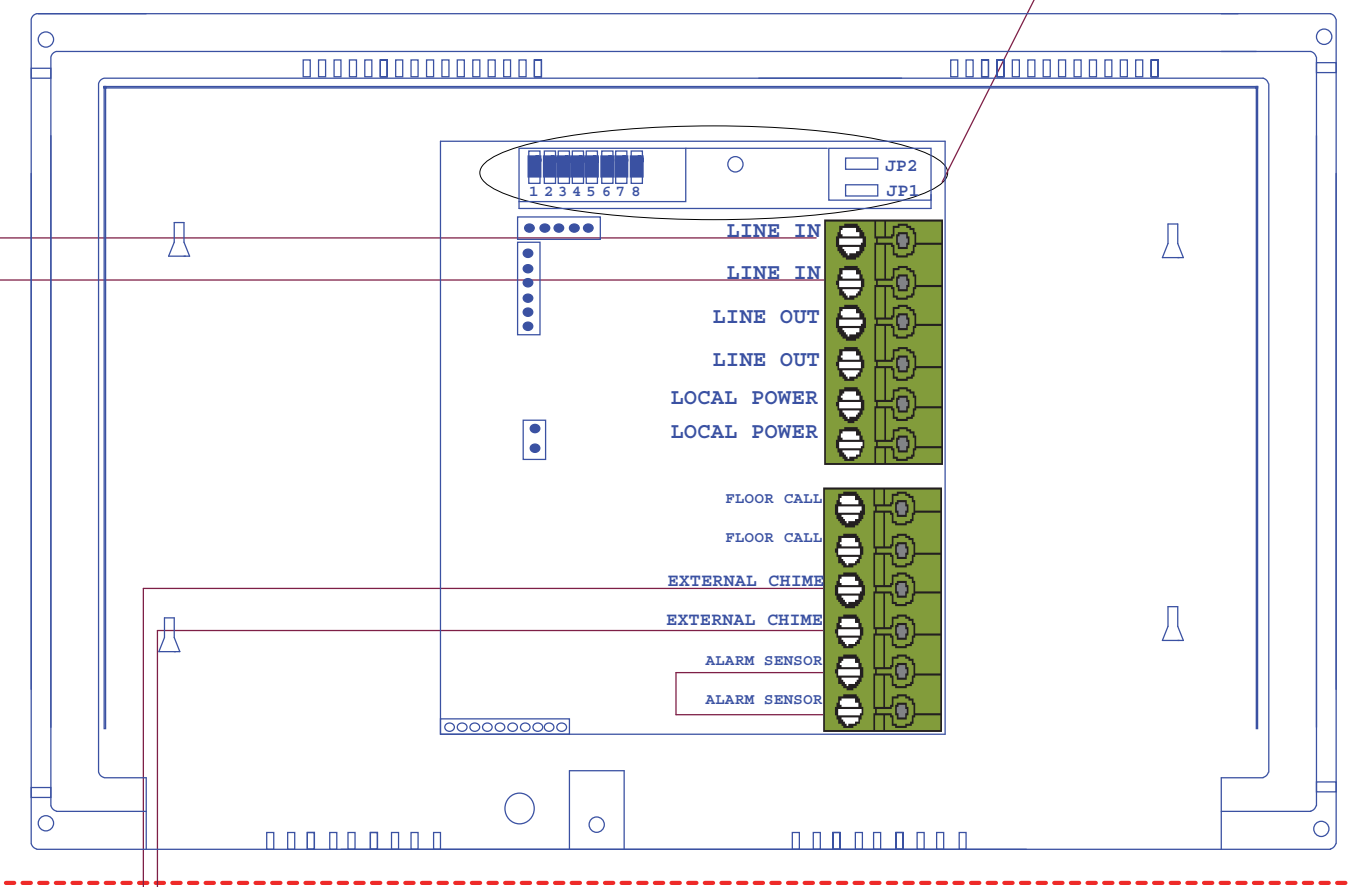 JP2
1 2 3 4 5 6 7 8
JP1
LINE IN
LINE IN
LINE OUT
LINE OUT
LOCAL POWER
LOCAL POWER
FLOOR CALL
FLOOR CALL
EXTERNAL CHIME
EXTERNAL CHIME
ALARM SENSOR
ALARM SENSOR